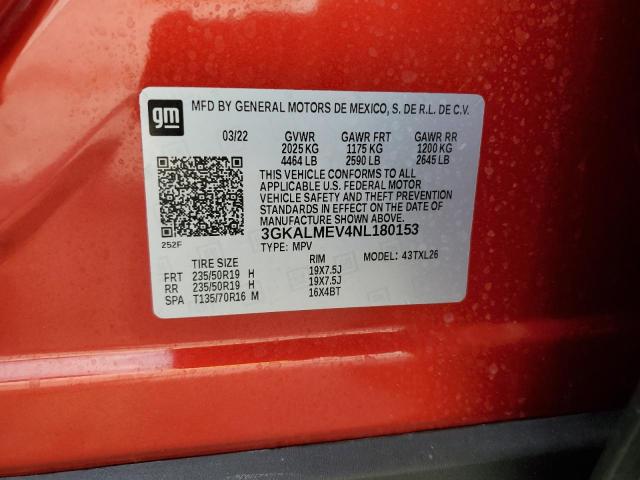 gm
MFD BY GENERAL MOTORS DE MEXICO, S. DE R.L. DE C.V.
03/22 GVWR GAWR FRT GAWR RR
2025 KG 1175 KG 1200 KG
4464 LB 2590 LB 2645 LB
THIS VEHICLE CONFORMS TO ALL
APPLICABLE U.S. FEDERAL MOTOR
VEHICLE SAFETY AND THEFT PREVENTION
STANDARDS IN EFFECT ON THE DATE OF
MANUFACTURE SHOWN ABOVE.
252F
3GKALMEV4NL180153
TYPE: MPV MODEL: 43TXL26
TIRE SIZE RIM
FRT 235/50R19 H 19X7.5J
RR 235/50R19 H 19X7.5J
SPA T135/70R16 M 16X4BT